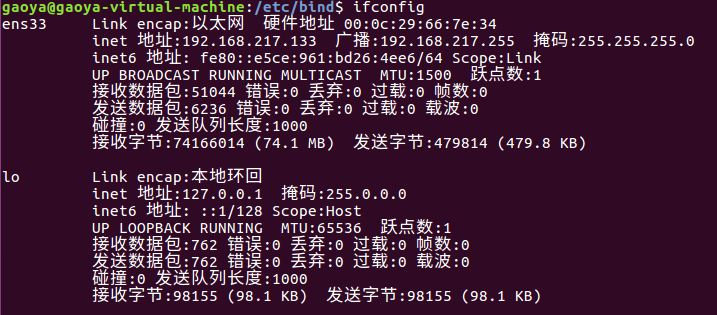 gaoya@gaoya-virtual-machine:/etc/bind$ ifconfig
ens33 Link encap:以太网 硬件地址 00:0c:29:66:7e:34
inet 地址:192.168.217.133 广播:192.168.217.255 掩码:255.255.255.0
inet6 地址: fe80::e5ce:961:bd26:4ee6/64 Scope:Link
UP BROADCAST RUNNING MULTICAST MTU:1500 跃点数:1
接收数据包:51044 错误:0 丢弃:0 过载:0 帧数:0
发送数据包:6236 错误:0 丢弃:0 过载:0 载波:0
碰撞:0 发送队列长度:1000
接收字节:74166014 (74.1 MB) 发送字节:479814 (479.8 KB)
lo Link encap:本地环回
inet 地址:127.0.0.1 掩码:255.0.0.0
inet6 地址: ::1/128 Scope:Host
UP LOOPBACK RUNNING MTU:65536 跃点数:1
接收数据包:762 错误:0 丢弃:0 过载:0 帧数:0
发送数据包:762 错误:0 丢弃:0 过载:0 载波:0
碰撞:0 发送队列长度:1000
接收字节:98155 (98.1 KB) 发送字节:98155 (98.1 KB)